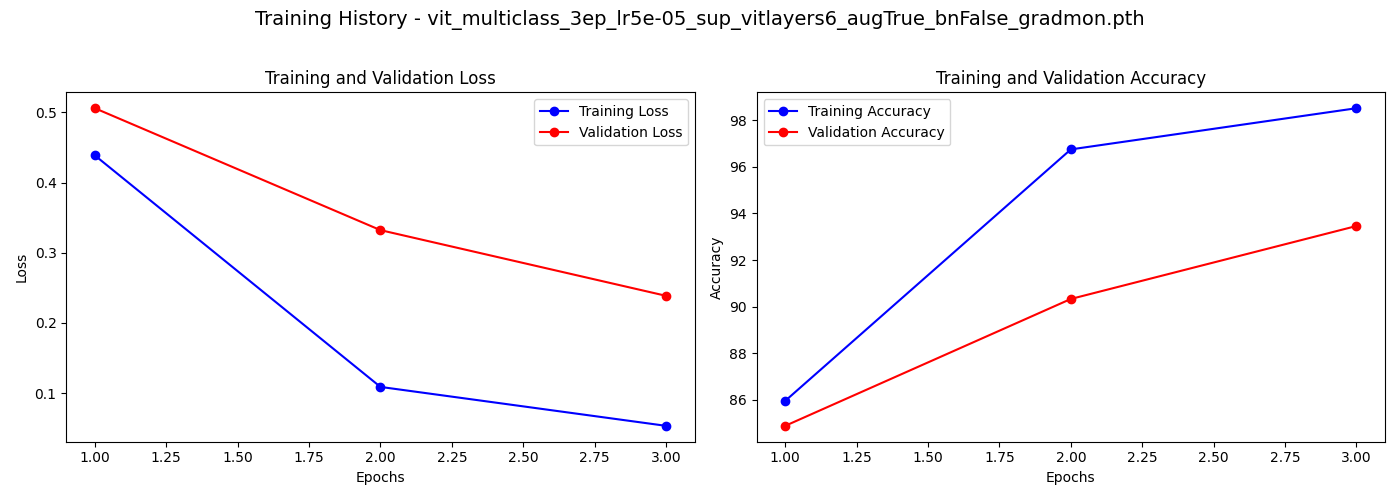 Training History - vit_multiclass_3ep_lr5e-05_sup_vitlayers6_augTrue_bnFalse_gradmon.pth
Training and Validation Loss
Training Loss
Validation Loss
Loss
0.5
0.4
0.3
0.2
0.1
1.00 1.25 1.50 1.75 2.00 2.25 2.50 2.75 3.00
Epochs
Training and Validation Accuracy
Training Accuracy
Validation Accuracy
Accuracy
98
96
94
92
90
88
86
1.00 1.25 1.50 1.75 2.00 2.25 2.50 2.75 3.00
Epochs